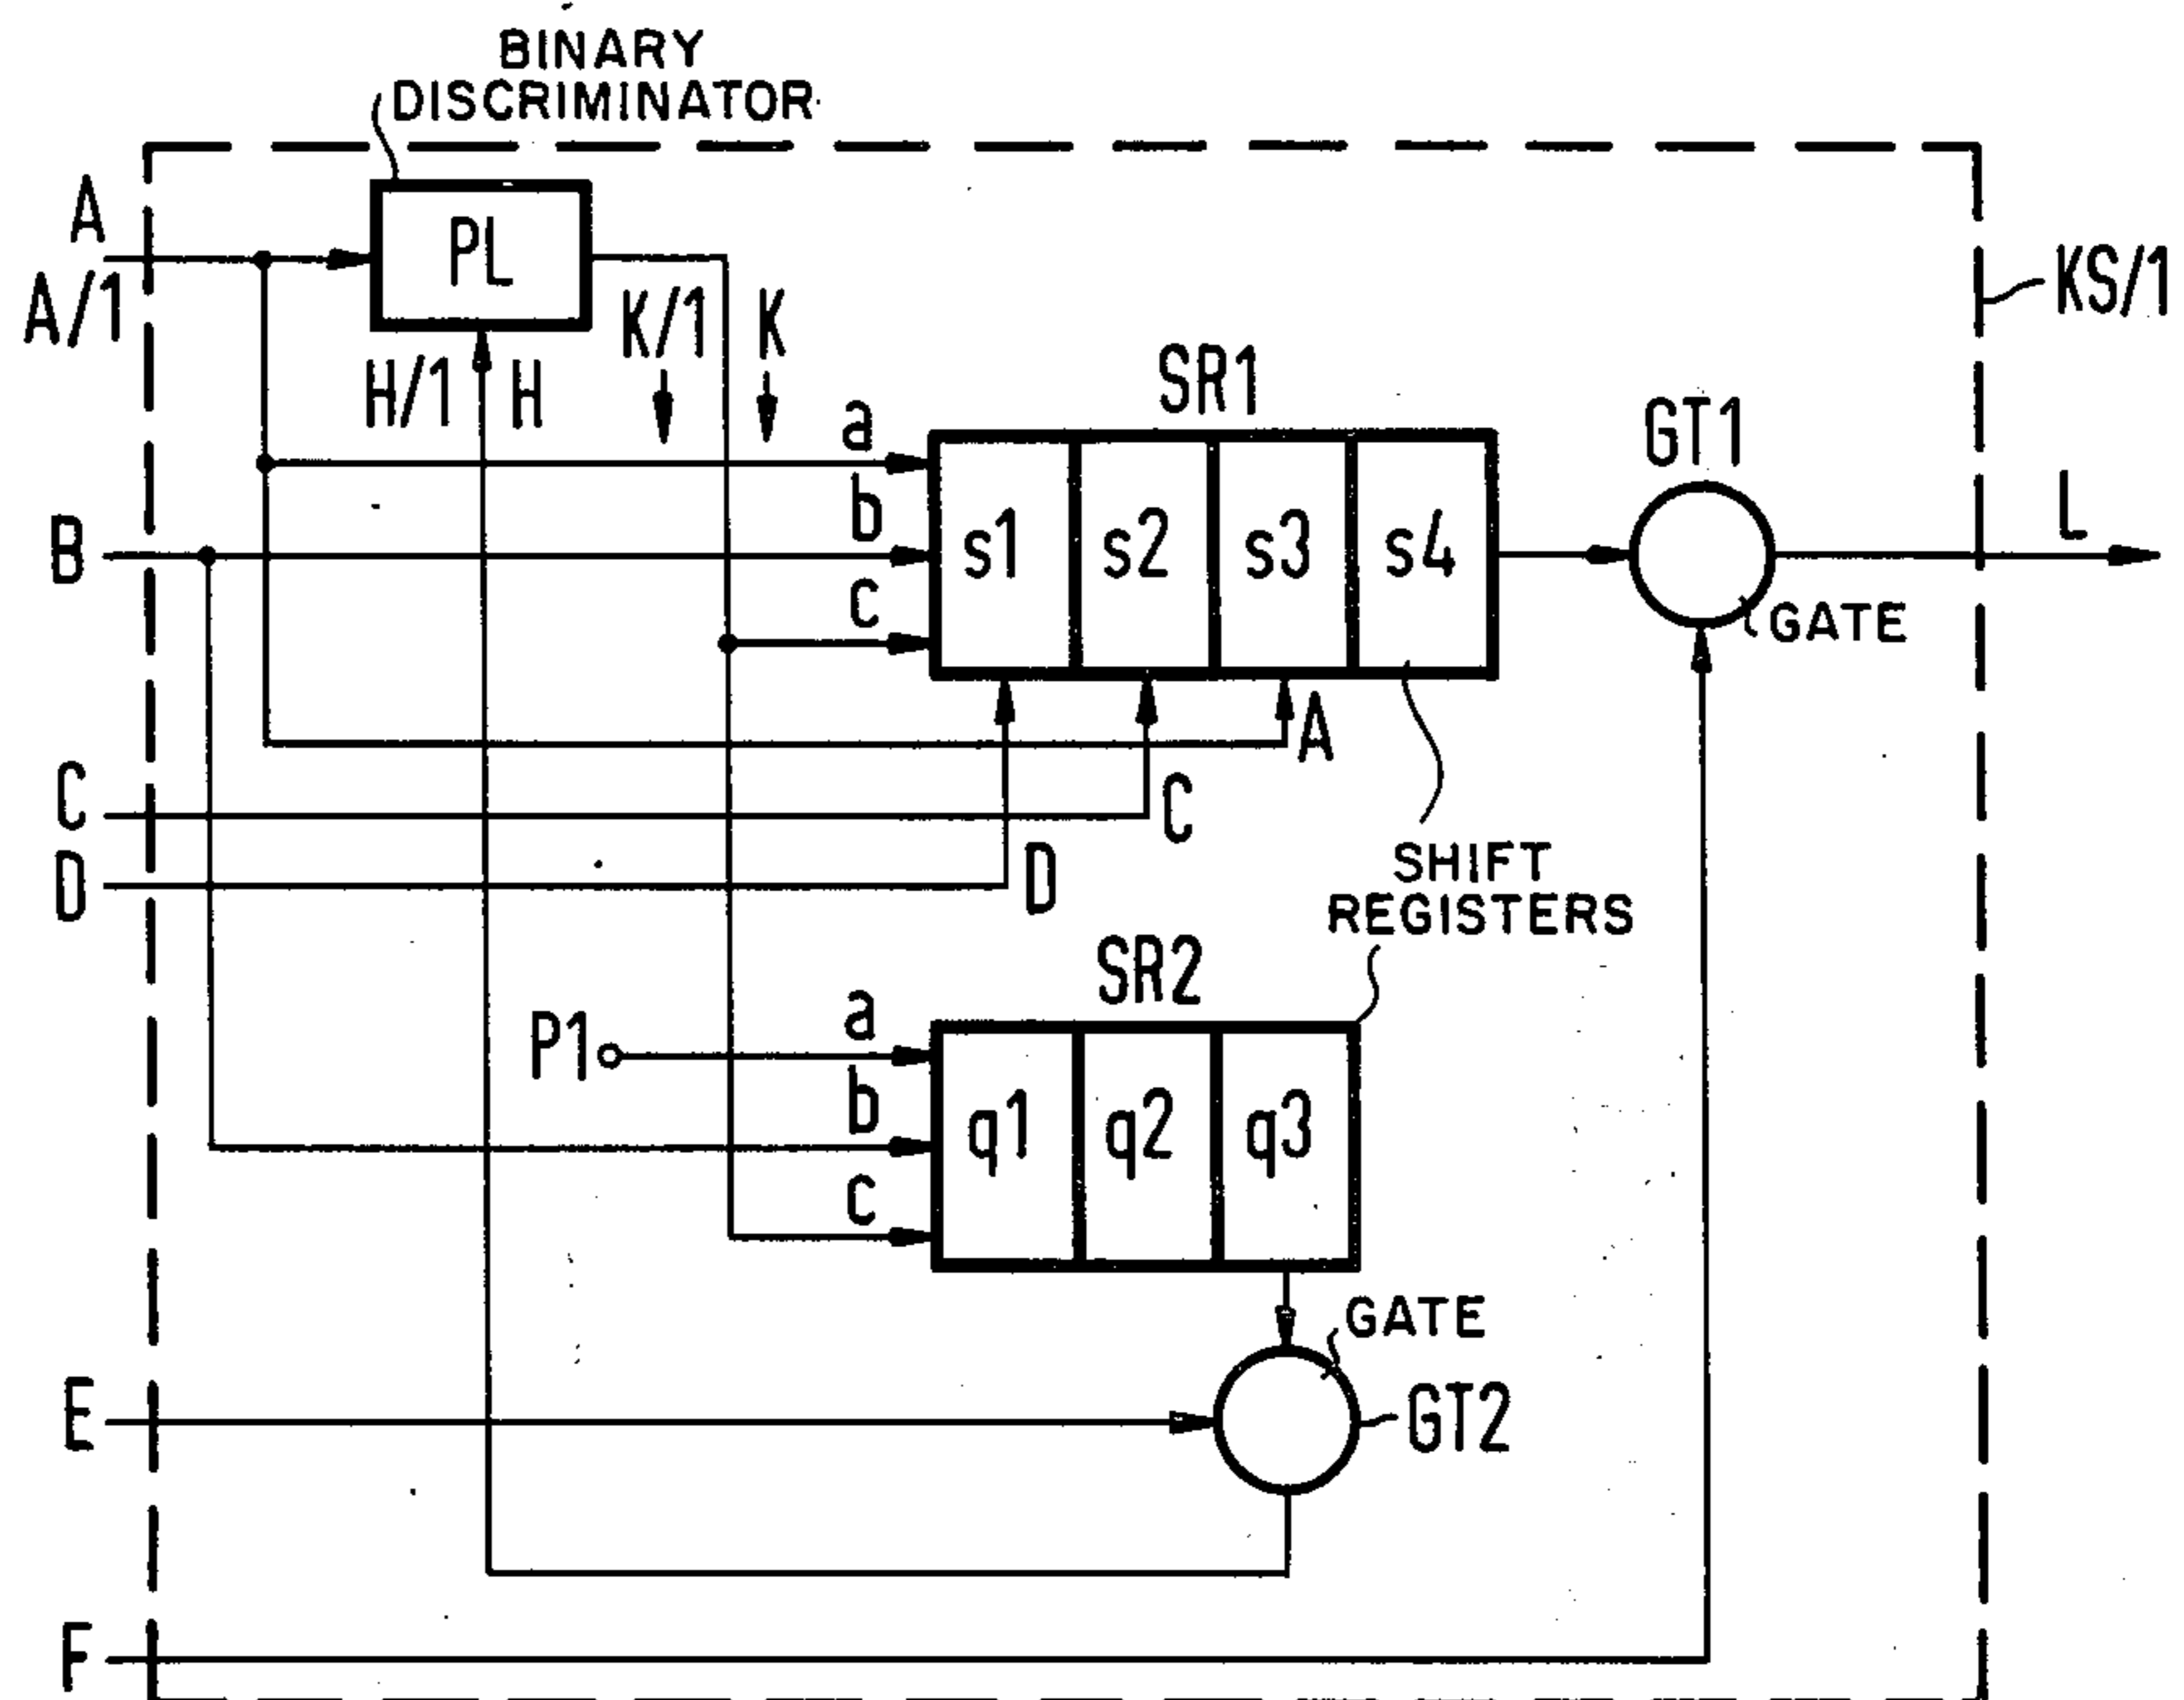 BINARY
DISCRIMINATOR
A
PL
KS/1
A/1
K/1 K
H/1 H
SR1
a
GT1
b
L
B
s1 s2 s3 s4
c
GATE
A
C
C
D
D
SHIFT
REGISTERS
SR2
a
P1
b
q1 q2 q3
c
GATE
E
GT2
F